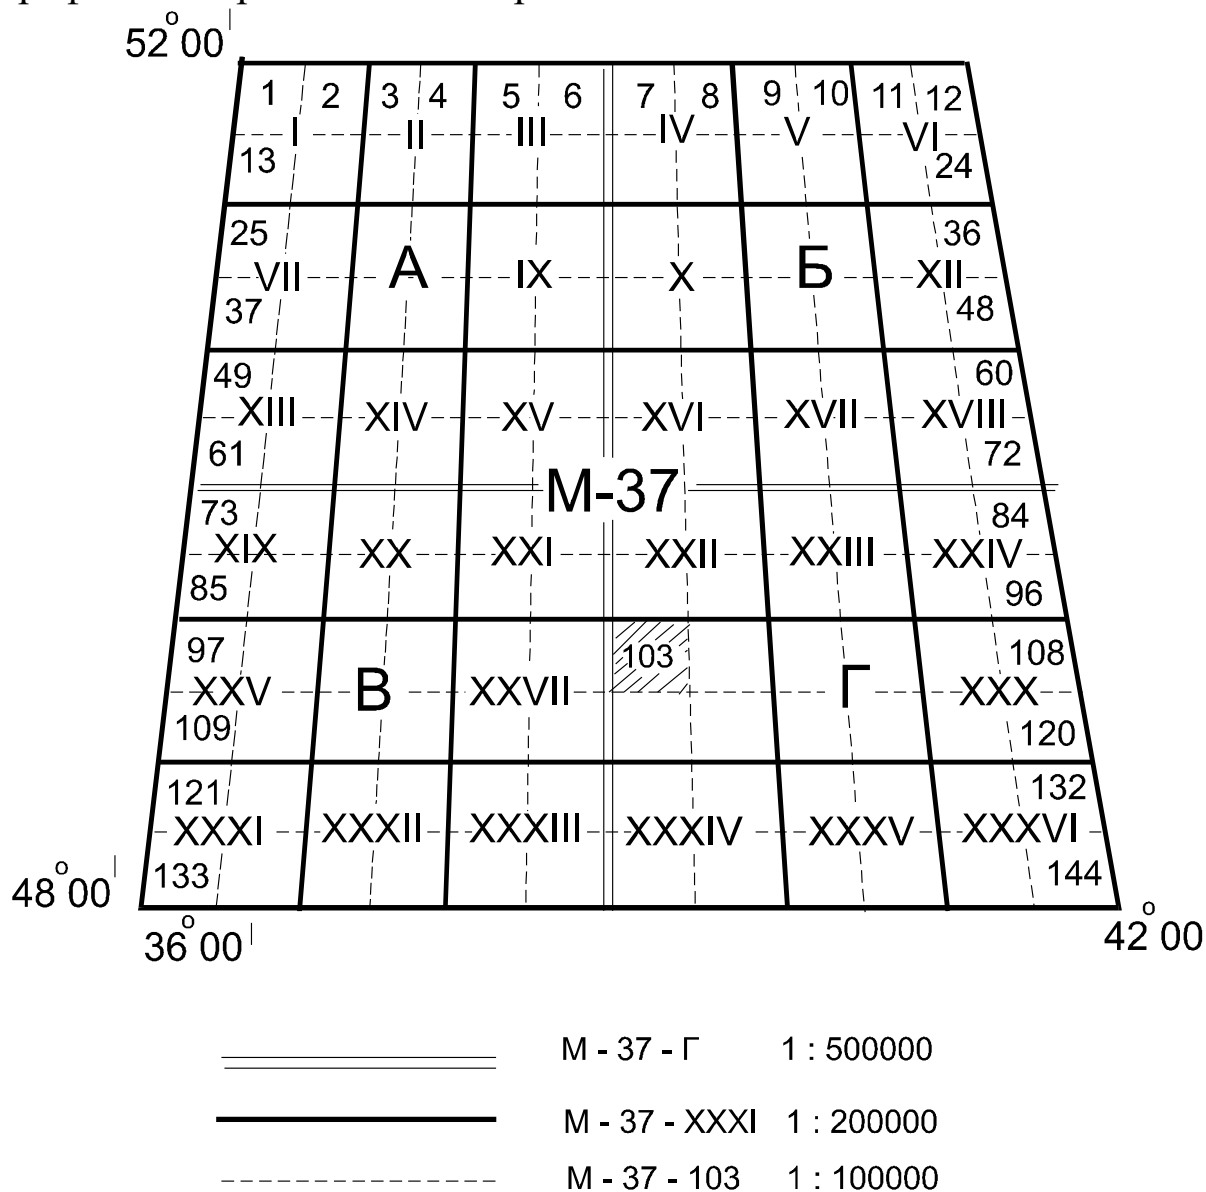 52°00'
1 2 3 4 5 6 7 8 9 10 11 12
I II III IV V VI
13 24
25 36
VII А IX X Б XII
37 48
49 60
XIII XIV XV XVI XVII XVIII
61 72
М-37
73 84
XIX XX XXI XXII XXIII XXIV
85 96
97 103 108
XXV В XXVII Г XXX
109 120
121 132
XXXI XXXII XXXIII XXXIV XXXV XXXVI
133 144
48°00'
36°00' 42°00
М - 37 - Г 1 : 500000
М - 37 - XXXI 1 : 200000
М - 37 - 103 1 : 100000